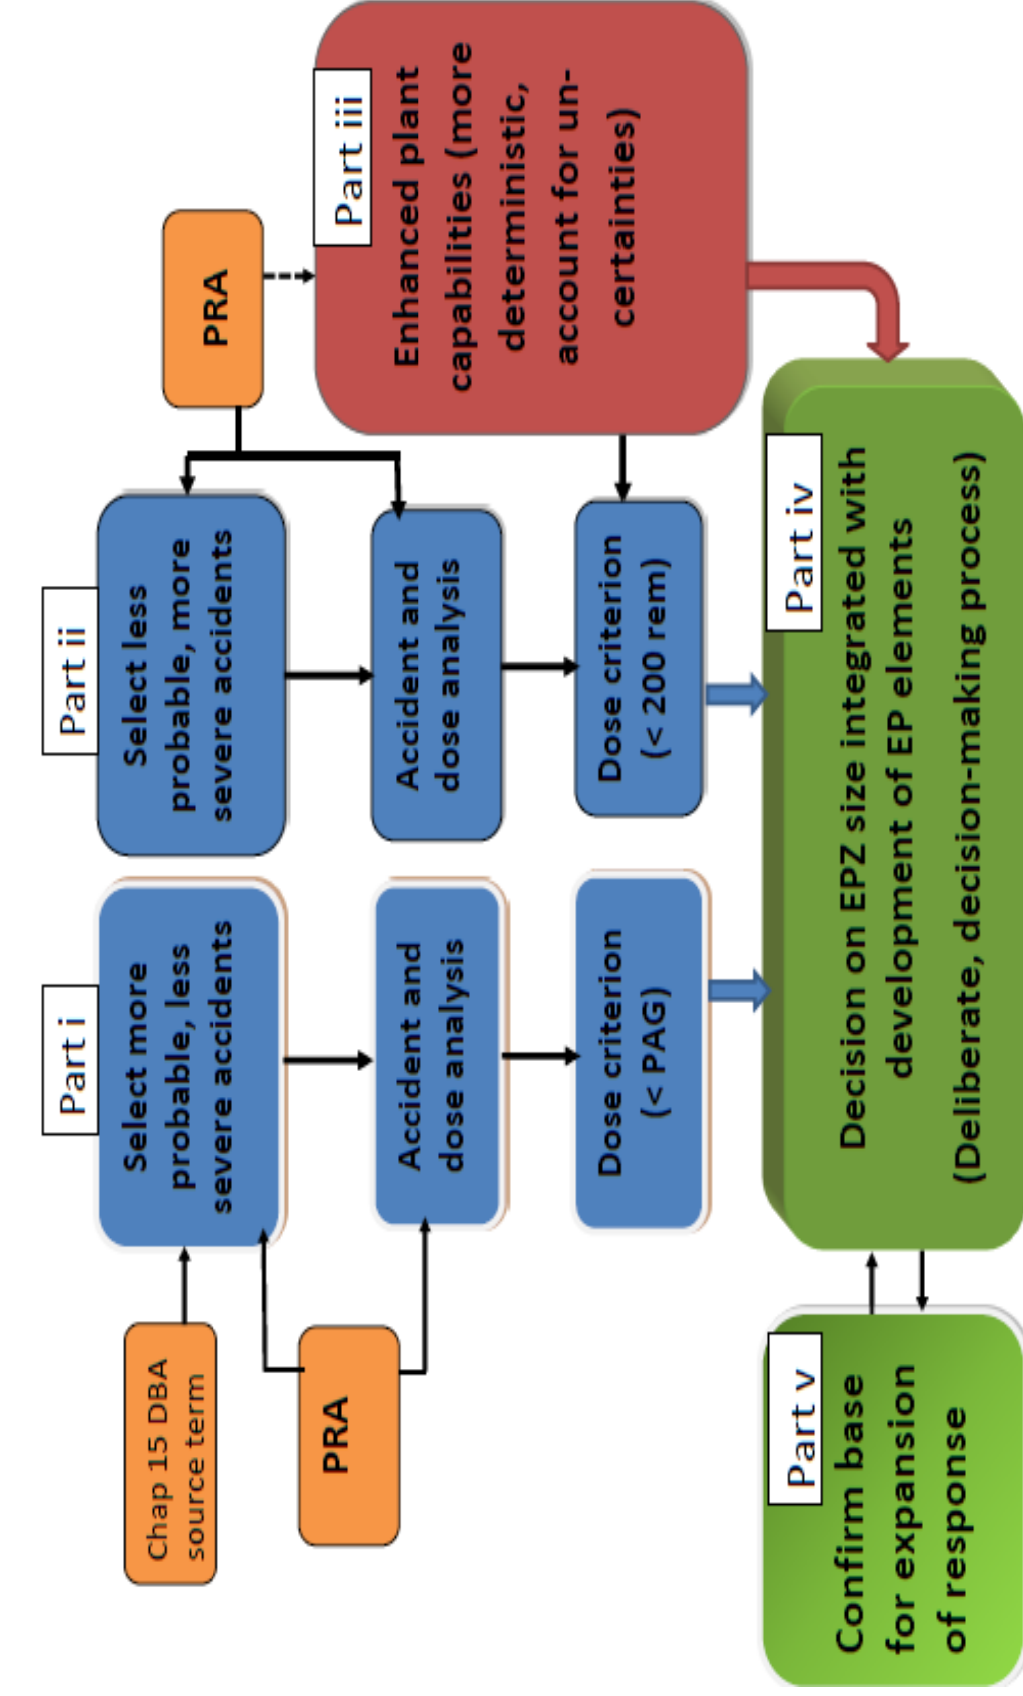 Part i
Select more
probable, less
severe accidents
Part ii
Select less
probable, more
severe accidents
PRA
Chap 15 DBA
source term
PRA
Accident and
dose analysis
Accident and
dose analysis
Part iii
Enhanced plant
capabilities (more
deterministic,
account for un-
certainties)
Dose criterion
(< PAG)
Dose criterion
(< 200 rem)
Part iv
Decision on EPZ size integrated with
development of EP elements
(Deliberate, decision-making process)
Part v
Confirm base
for expansion
of response